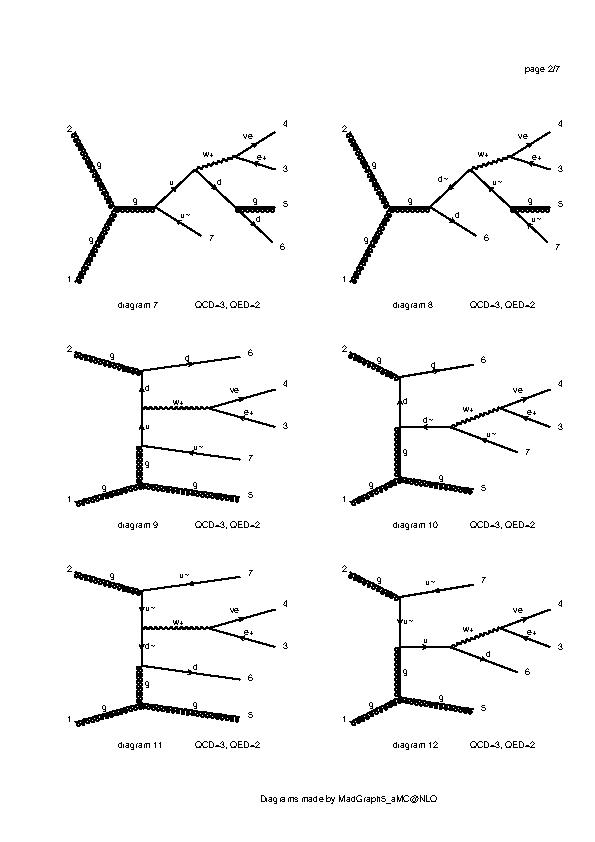 page 2/7
2 4 2 4
ve ve
g w+ e+ g w+ e+
3 3
u d d~ u~
g g 5 g g 5
u~ d d u~
g 7 6 g 6 7
1 1
diagram 7 QCD=3, QED=2 diagram 8 QCD=3, QED=2
2 g d 6 2 g d 6
d ve 4 d ve 4
w+ e+ w+ e+
u 3 d~ 3
u~ 7 u~ 7
g g
1 g g 5 1 g g 5
diagram 9 QCD=3, QED=2 diagram 10 QCD=3, QED=2
2 g u~ 7 2 g u~ 7
u~ ve 4 u~ ve 4
w+ e+ w+ e+
d~ 3 u 3
d 6 d 6
g g
1 g g 5 1 g g 5
diagram 11 QCD=3, QED=2 diagram 12 QCD=3, QED=2
Diagrams made by MadGraph5_aMC@NLO